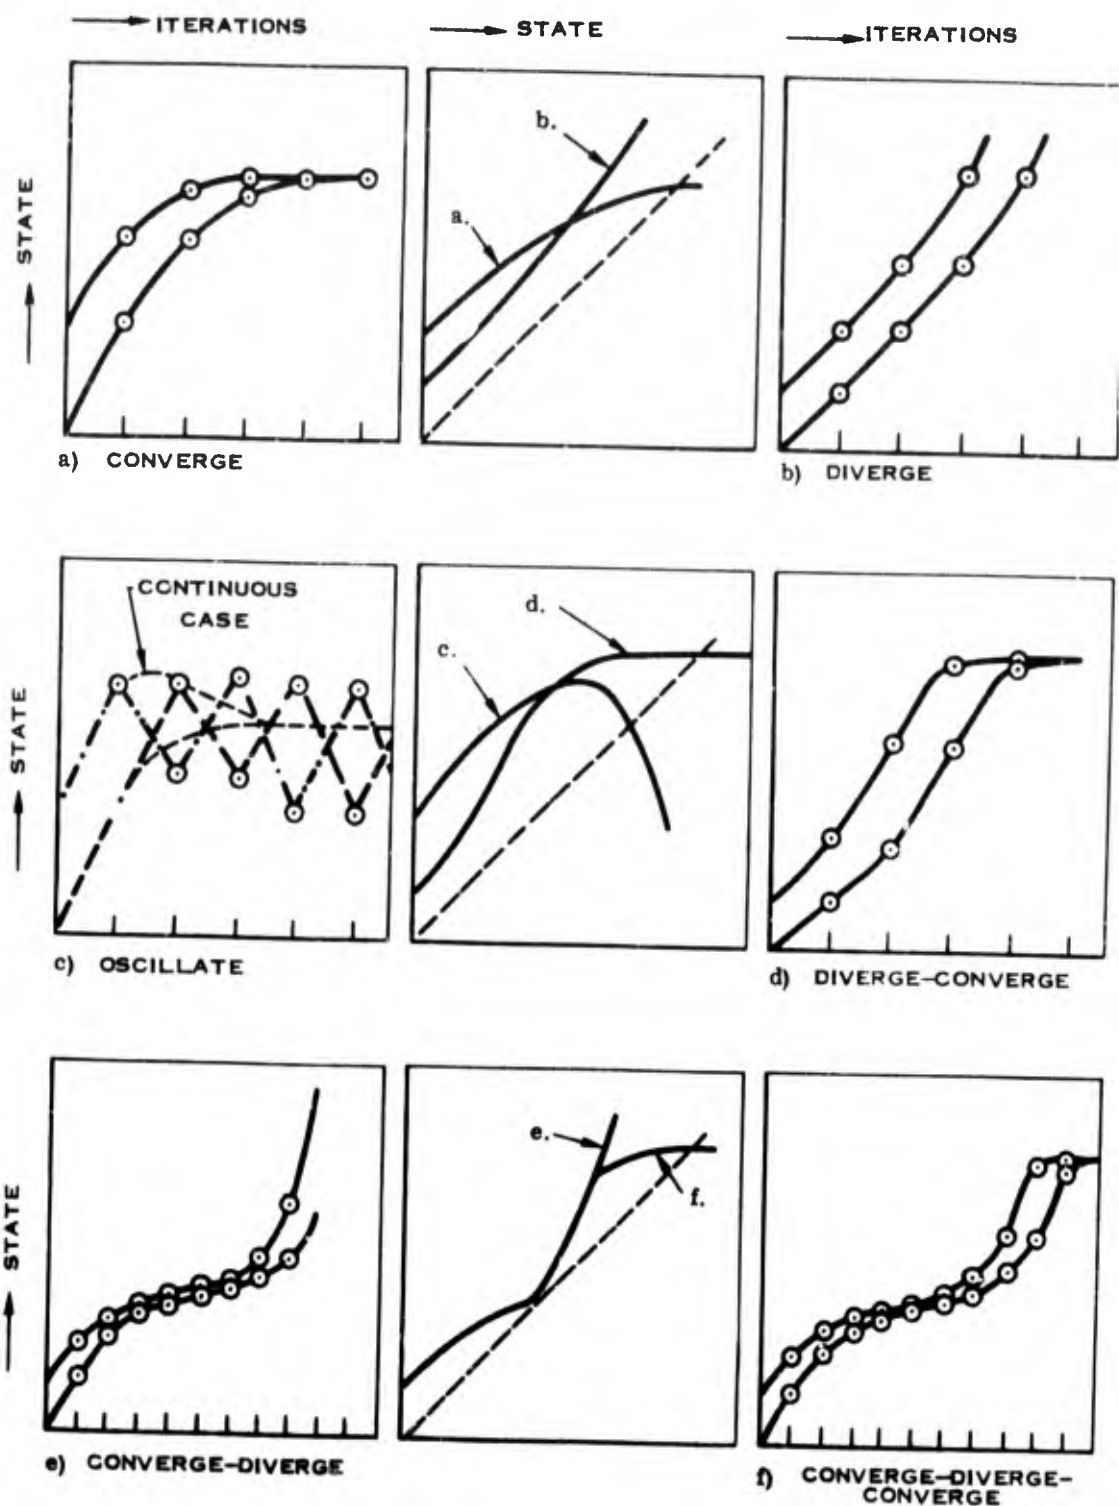 ITERATIONS
STATE
ITERATIONS
STATE
b.
a.
a) CONVERGE
b) DIVERGE
STATE
CONTINUOUS
CASE
d.
c.
c) OSCILLATE
d) DIVERGE-CONVERGE
STATE
e.
f.
e) CONVERGE-DIVERGE
f) CONVERGE-DIVERGE-
CONVERGE